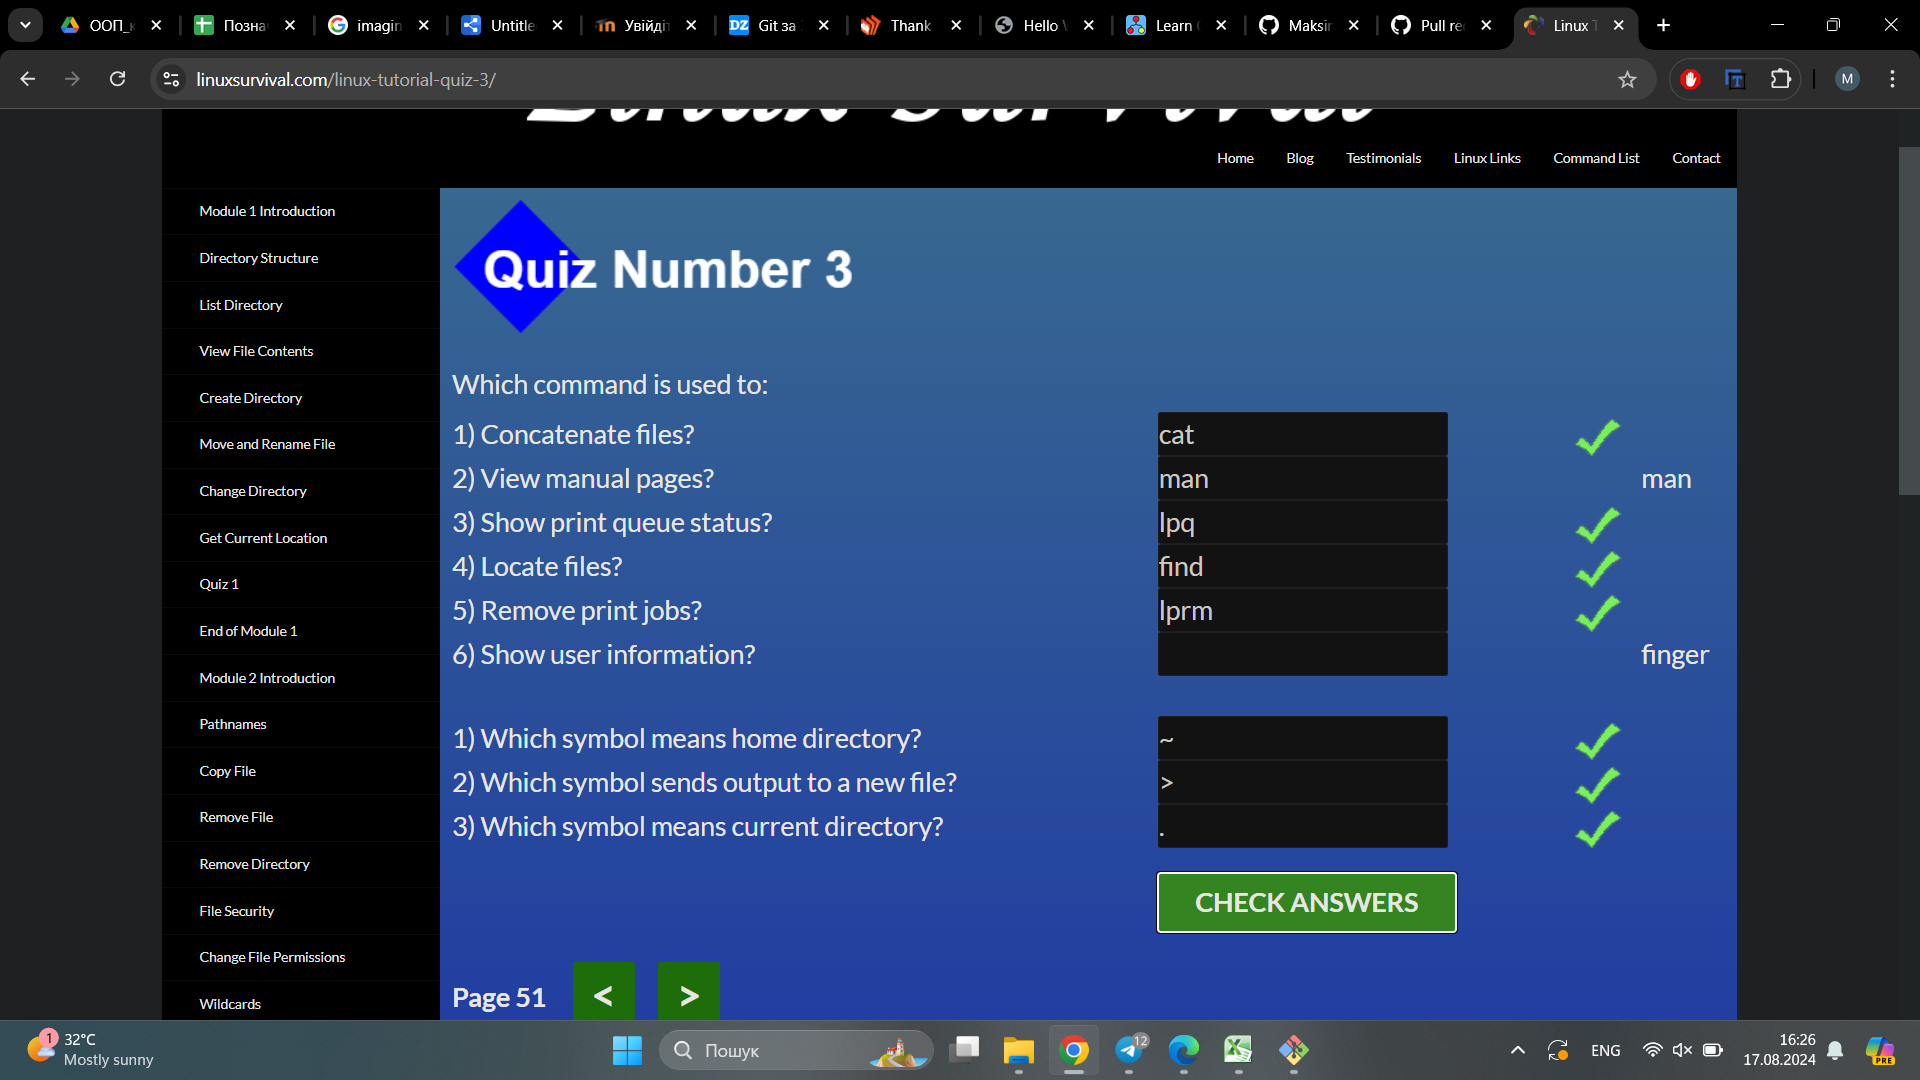 ООП_к
Позна
imagin
Untitle
Увійді
Git за
Thank
Hello
Learn
Maksi
Pull re
Linux
linuxsurvival.com/linux-tutorial-quiz-3/
M
Linux Survival
Home
Blog
Testimonials
Linux Links
Command List
Contact
Module 1 Introduction
Directory Structure
List Directory
View File Contents
Create Directory
Move and Rename File
Change Directory
Get Current Location
Quiz 1
End of Module 1
Module 2 Introduction
Pathnames
Copy File
Remove File
Remove Directory
File Security
Change File Permissions
Wildcards
Quiz Number 3
Which command is used to:
1) Concatenate files? cat
2) View manual pages? man man
3) Show print queue status? lpq
4) Locate files? find
5) Remove print jobs? lprm
6) Show user information? finger
1) Which symbol means home directory? ~
2) Which symbol sends output to a new file? >
3) Which symbol means current directory? .
CHECK ANSWERS
Page 51 < >
1
32°C
Mostly sunny
Пошук
12
ENG
16:26
17.08.2024
PRE